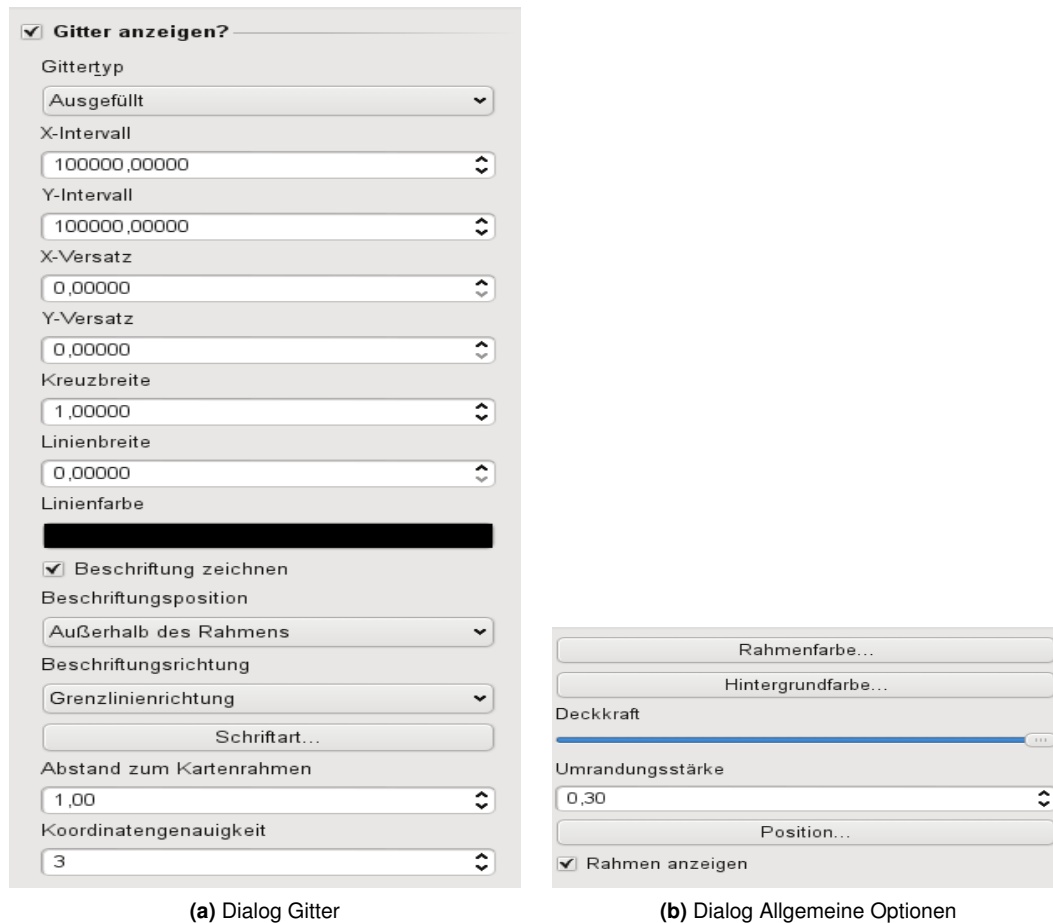 Gitter anzeigen?
Gittertyp
Ausgefüllt
X-Intervall
100000,00000
Y-Intervall
100000,00000
X-Versatz
0,00000
Y-Versatz
0,00000
Kreuzbreite
1,00000
Linienbreite
0,00000
Linienfarbe
Beschriftung zeichnen
Beschriftungsposition
Außerhalb des Rahmens
Beschriftungsrichtung
Grenzlinienrichtung
Schriftart...
Abstand zum Kartenrahmen
1,00
Koordinatengenauigkeit
3
(a) Dialog Gitter
Rahmenfarbe...
Hintergrundfarbe...
Deckkraft
Umrandungsstärke
0,30
Position...
Rahmen anzeigen
(b) Dialog Allgemeine Optionen